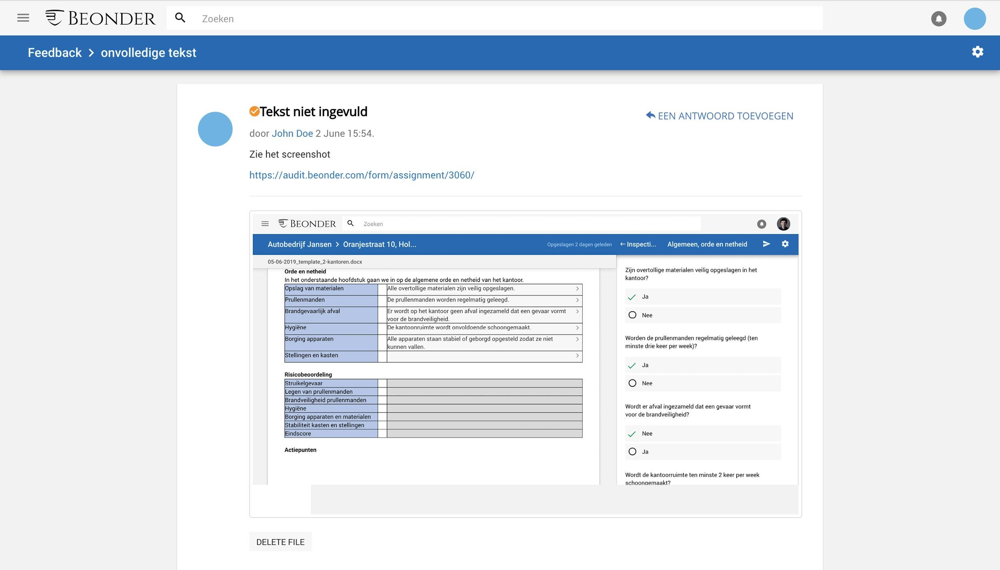 BEONDER
Zoeken
Feedback > onvolledige tekst
Tekst niet ingevuld
EEN ANTWOORD TOEVOEGEN
door John Doe 2 June 15:54.
Zie het screenshot
https://audit.beonder.com/form/assignment/3060/
BEONDER
Zoeken
Autobedrijf Jansen > Oranjestraat 10, Hol...
Opgeslagen 2 dagen geleden
← Inspecti...
Algemeen, orde en netheid
05-06-2019_template_2-kantoren.docx
Orde en netheid
In het onderstaande hoofdstuk gaan we in op de algemene orde en netheid van het kantoor.
Opslag van materialen
Alle overtollige materialen zijn veilig opgeslagen.
Prullenmanden
De prullenmanden worden regelmatig geleegd.
Brandgevaarlijk afval
Er wordt op het kantoor geen afval ingezameld dat een gevaar vormt
voor de brandveiligheid.
Hygiëne
De kantoonruimte wordt onvoldoende schoongemaakt.
Borging apparaten
Alle apparaten staan stabiel of geborgd opgesteld zodat ze niet
kunnen vallen.
Stellingen en kasten
Risicobeoordeling
Struikelgevaar
Legen van prullenmanden
Brandveiligheid prullenmanden
Hygiëne
Borging apparaten en materialen
Stabiliteit kasten en stellingen
Eindscore
Actiepunten
Zijn overtollige materialen veilig opgeslagen in het
kantoor?
Ja
Nee
Worden de prullenmanden regelmatig geleegd (ten
minste drie keer per week)?
Ja
Nee
Wordt er afval ingezameld dat een gevaar vormt
voor de brandveiligheid?
Nee
Ja
Wordt de kantoorruimte ten minste 2 keer per week
schoongemaakt?
DELETE FILE